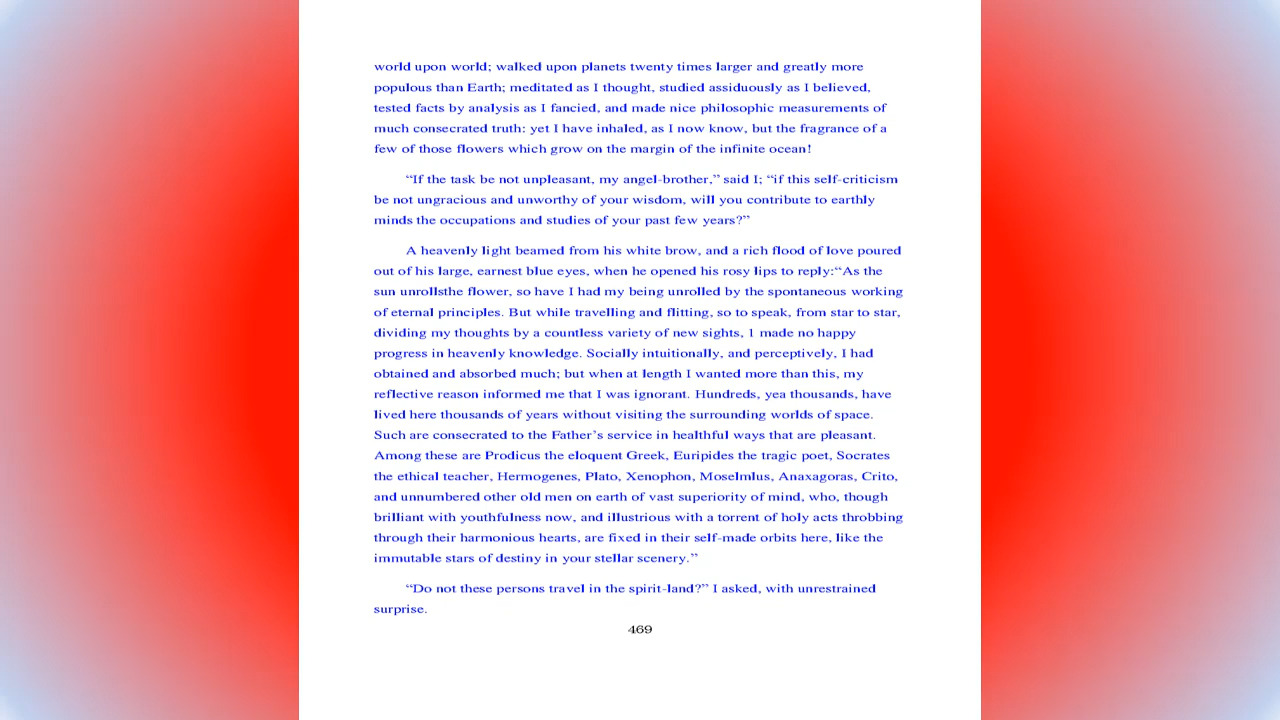 world upon world; walked upon planets twenty times larger and greatly more
populous than Earth; meditated as I thought, studied assiduously as I believed,
tested facts by analysis as I fancied, and made nice philosophic measurements of
much consecrated truth: yet I have inhaled, as I now know, but the fragrance of a
few of those flowers which grow on the margin of the infinite ocean!
“If the task be not unpleasant, my angel-brother,” said I; “if this self-criticism
be not ungracious and unworthy of your wisdom, will you contribute to earthly
minds the occupations and studies of your past few years?”
A heavenly light beamed from his white brow, and a rich flood of love poured
out of his large, earnest blue eyes, when he opened his rosy lips to reply:“As the
sun unrollsthe flower, so have I had my being unrolled by the spontaneous working
of eternal principles. But while travelling and flitting, so to speak, from star to star,
dividing my thoughts by a countless variety of new sights, 1 made no happy
progress in heavenly knowledge. Socially intuitionally, and perceptively, I had
obtained and absorbed much; but when at length I wanted more than this, my
reflective reason informed me that I was ignorant. Hundreds, yea thousands, have
lived here thousands of years without visiting the surrounding worlds of space.
Such are consecrated to the Father’s service in healthful ways that are pleasant.
Among these are Prodicus the eloquent Greek, Euripides the tragic poet, Socrates
the ethical teacher, Hermogenes, Plato, Xenophon, Moselmlus, Anaxagoras, Crito,
and unnumbered other old men on earth of vast superiority of mind, who, though
brilliant with youthfulness now, and illustrious with a torrent of holy acts throbbing
through their harmonious hearts, are fixed in their self-made orbits here, like the
immutable stars of destiny in your stellar scenery.”
“Do not these persons travel in the spirit-land?” I asked, with unrestrained
surprise.
469